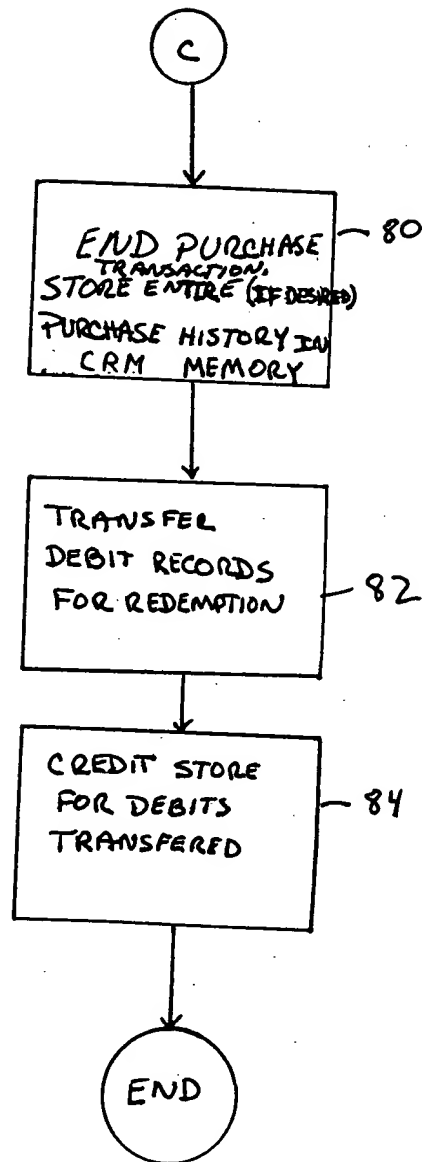 C
END PURCHASE
TRANSACTION.
STORE ENTIRE (IF DESIRED)
PURCHASE HISTORY IN
CRM MEMORY
80
TRANSFER
DEBIT RECORDS
FOR REDEMPTION
82
CREDIT STORE
FOR DEBITS
TRANSFERED
84
END